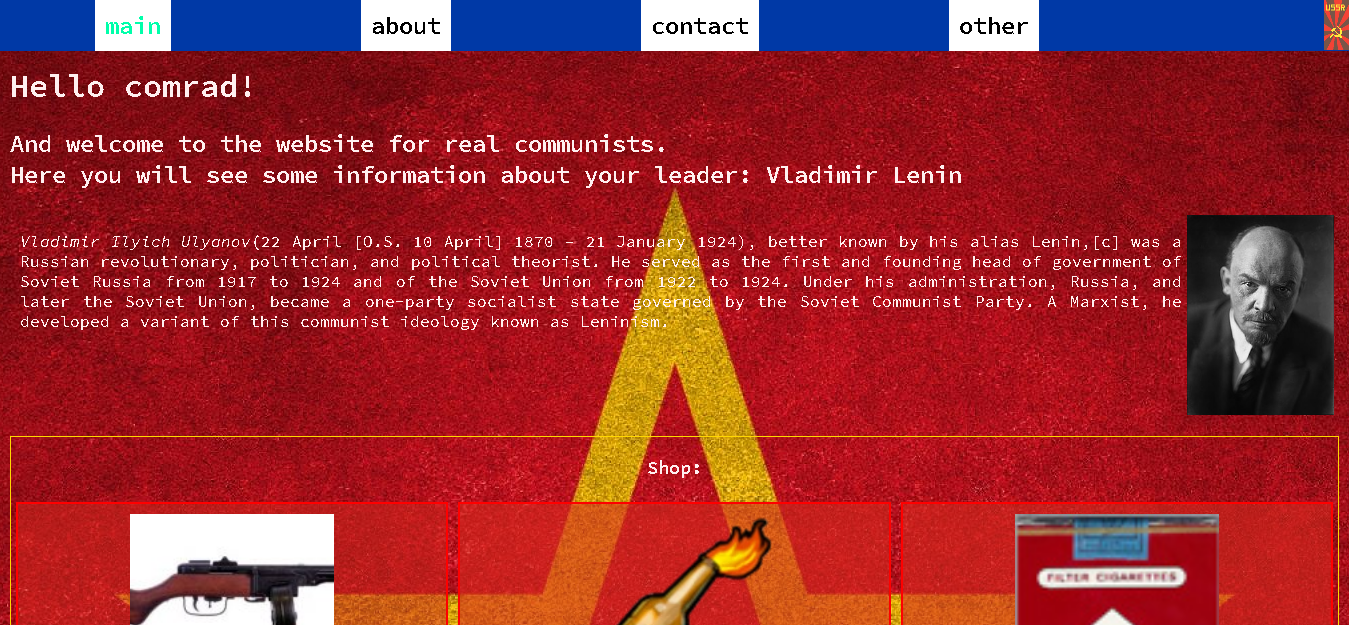 main about contact other USSR
Hello comrad!
And welcome to the website for real communists.
Here you will see some information about your leader: Vladimir Lenin
Vladimir Ilyich Ulyanov(22 April [O.S. 10 April] 1870 – 21 January 1924), better known by his alias Lenin,[c] was a
Russian revolutionary, politician, and political theorist. He served as the first and founding head of government of
Soviet Russia from 1917 to 1924 and of the Soviet Union from 1922 to 1924. Under his administration, Russia, and
later the Soviet Union, became a one-party socialist state governed by the Soviet Communist Party. A Marxist, he
developed a variant of this communist ideology known as Leninism.
Shop:
FILTER CIGARETTES